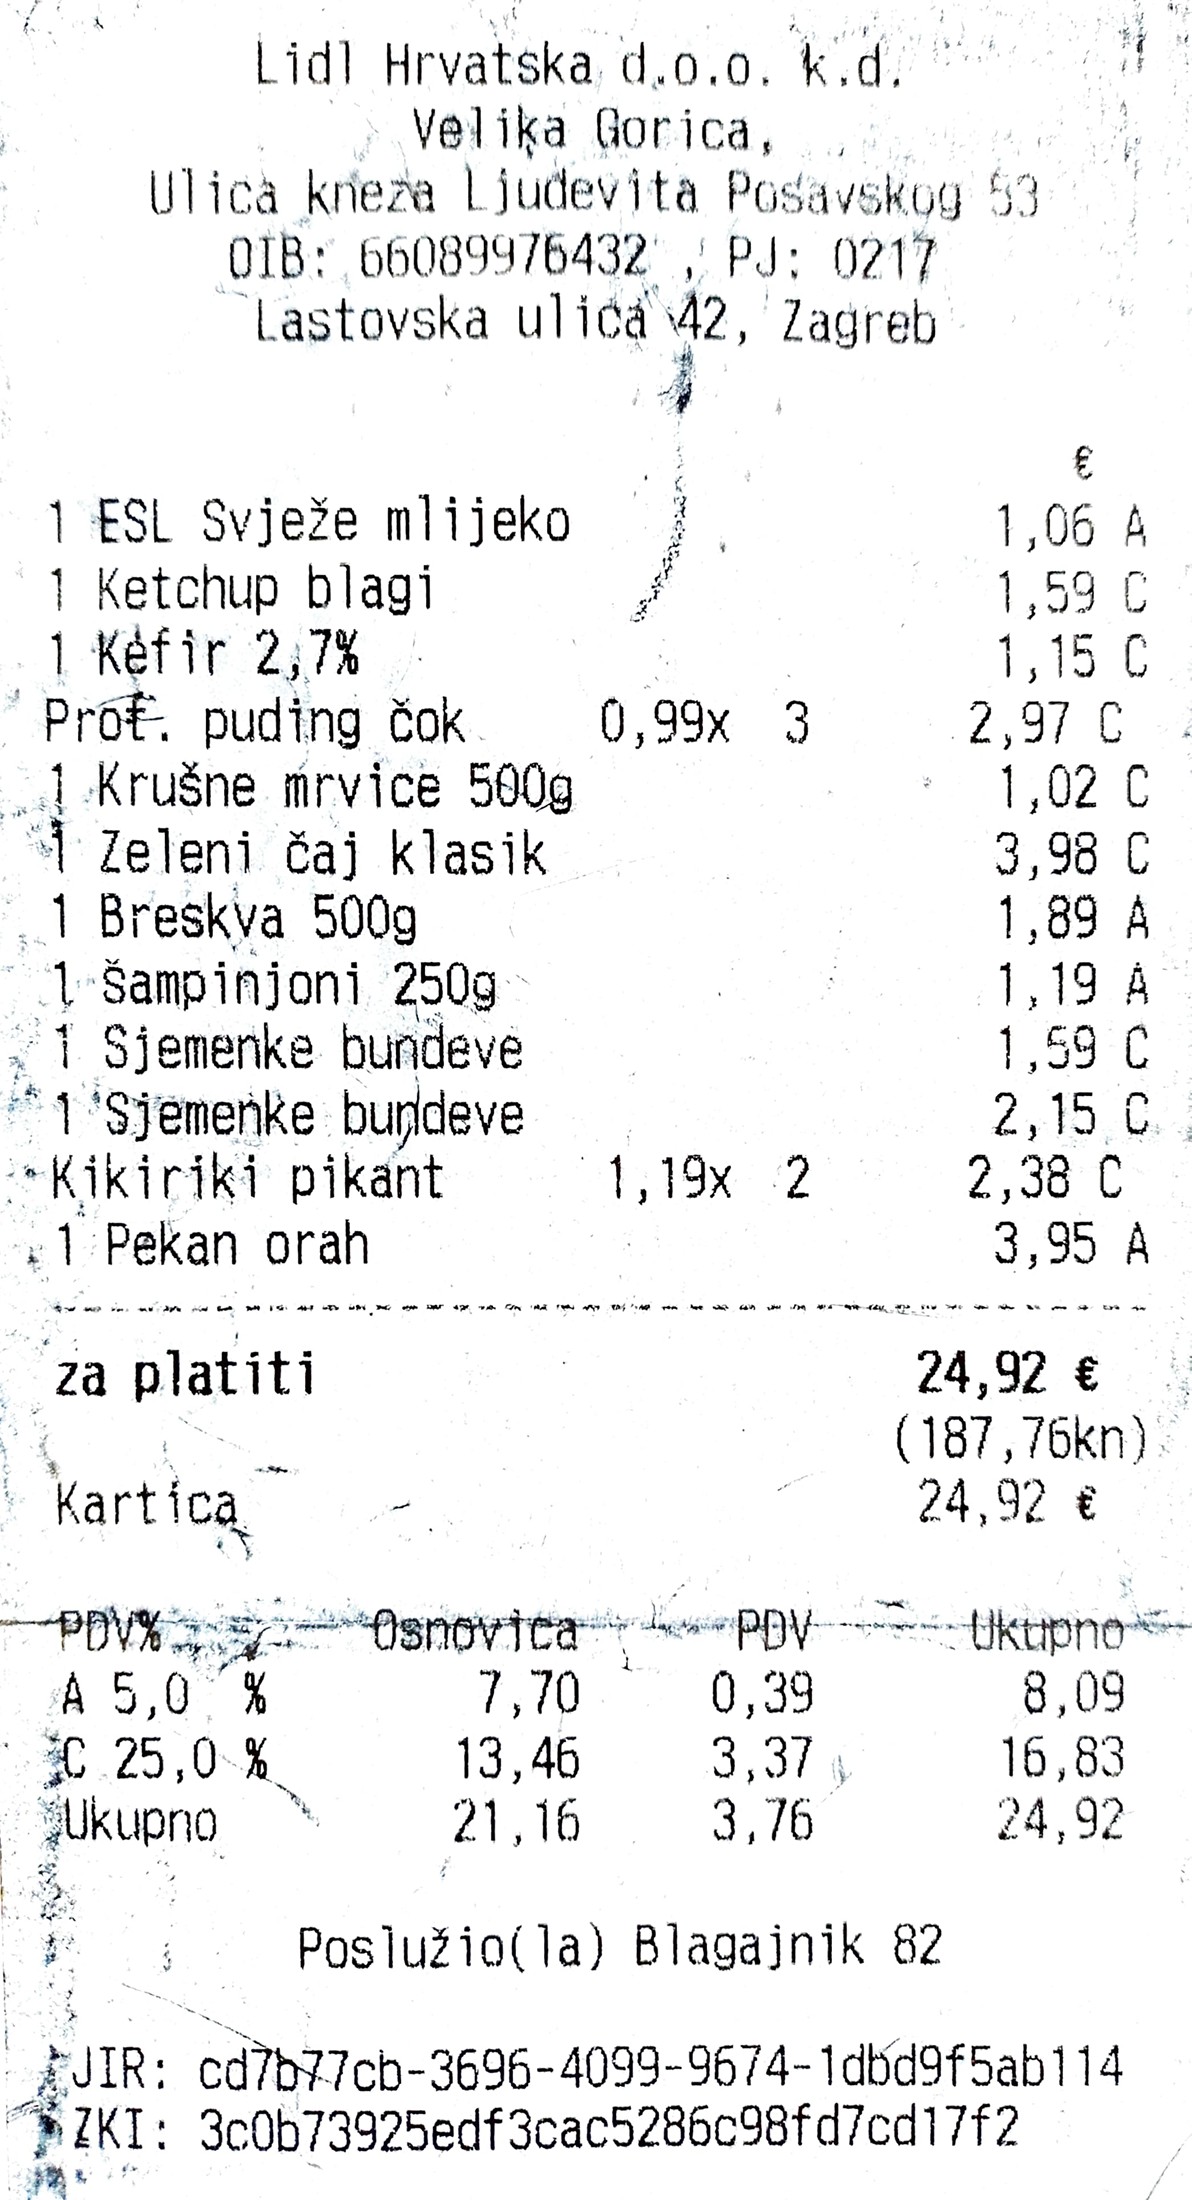 Lidl Hrvatska d.o.o. k.d.
Velika Gorica,
Ulica kneza Ljudevita Posavskog 53
OIB: 66089976432 , PJ: 0217
Lastovska ulica 42, Zagreb
€
1 ESL Svježe mlijeko 1,06 A
1 Ketchup blagi 1,59 C
1 Kefir 2,7% 1,15 C
Prot. puding čok 0,99x 3 2,97 C
1 Krušne mrvice 500g 1,02 C
1 Zeleni čaj klasik 3,98 C
1 Breskva 500g 1,89 A
1 Šampinjoni 250g 1,19 A
1 Sjemenke bundeve 1,59 C
1 Sjemenke bundeve 2,15 C
Kikiriki pikant 1,19x 2 2,38 C
1 Pekan orah 3,95 A
za platiti 24,92 €
(187,76kn)
Kartica 24,92 €
PDV% Osnovica PDV Ukupno
A 5,0 % 7,70 0,39 8,09
C 25,0 % 13,46 3,37 16,83
Ukupno 21,16 3,76 24,92
Poslužio(la) Blagajnik 82
JIR: cd7b77cb-3696-4099-9674-1dbd9f5ab114
ZKI: 3c0b73925edf3cac5286c98fd7cd17f2